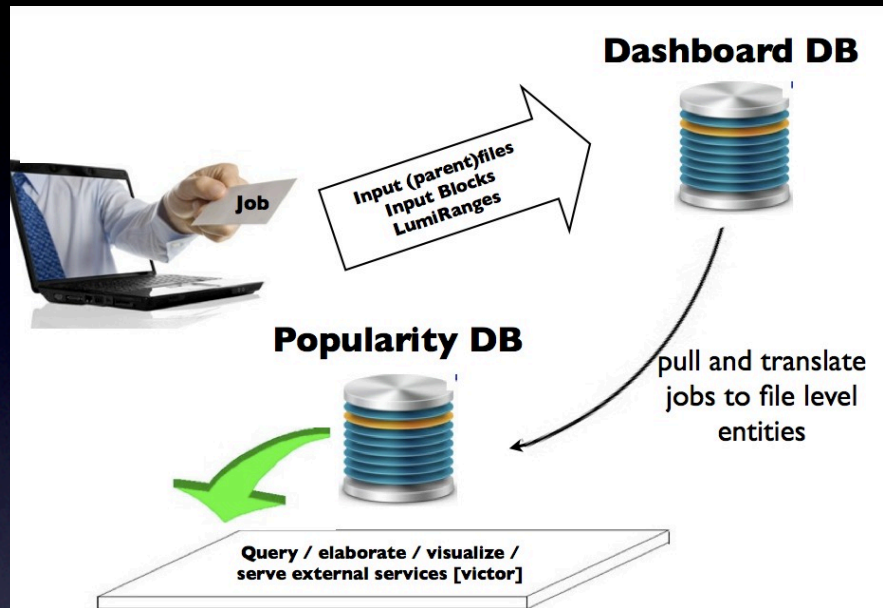 Dashboard DB
Job
Input (parent)files
Input Blocks
LumiRanges
Popularity DB
pull and translate
jobs to file level
entities
Query / elaborate / visualize /
serve external services [victor]